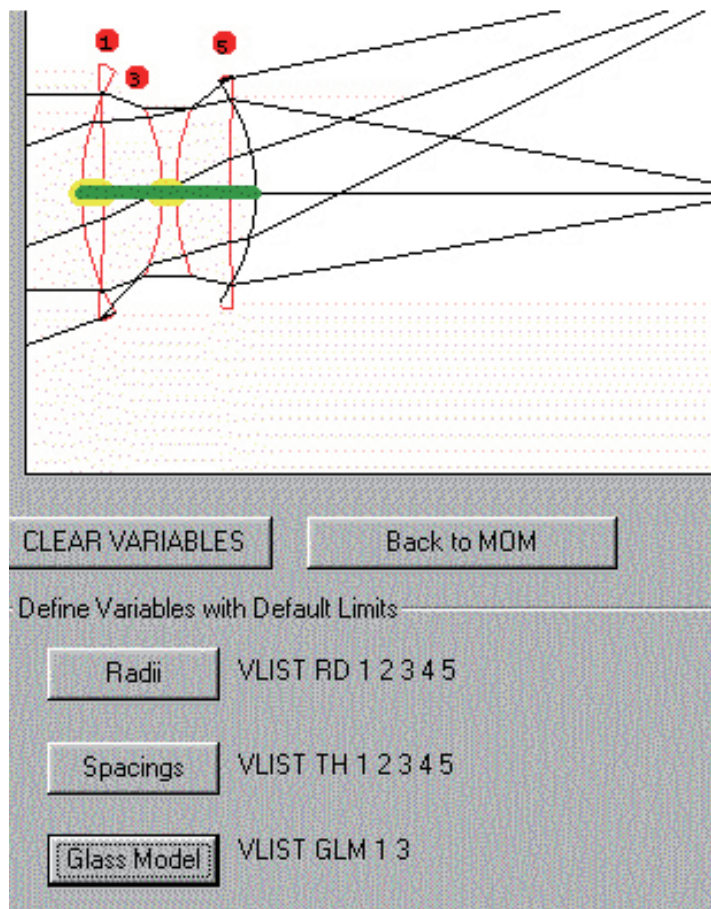 1
5
3
CLEAR VARIABLES
Back to MOM
Define Variables with Default Limits
Radii VLIST RD 1 2 3 4 5
Spacings VLIST TH 1 2 3 4 5
Glass Model VLIST GLM 1 3